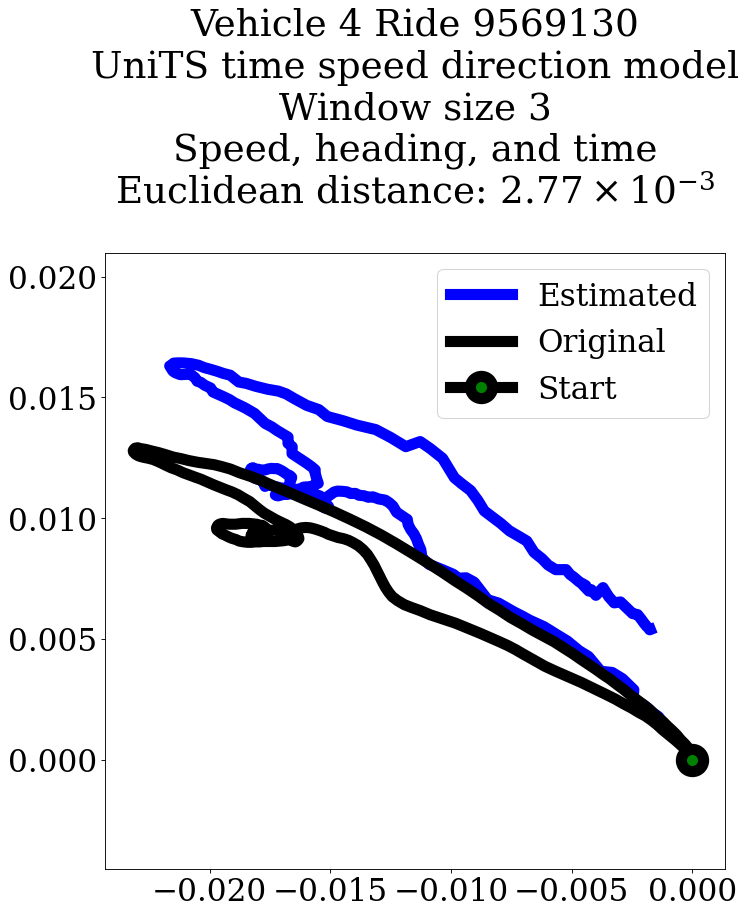 Vehicle 4 Ride 9569130
UniTS time speed direction model
Window size 3
Speed, heading, and time
Euclidean distance: 2.77 × 10⁻³
Estimated
Original
Start
0.020
0.015
0.010
0.005
0.000
−0.020 −0.015 −0.010 −0.005 0.000